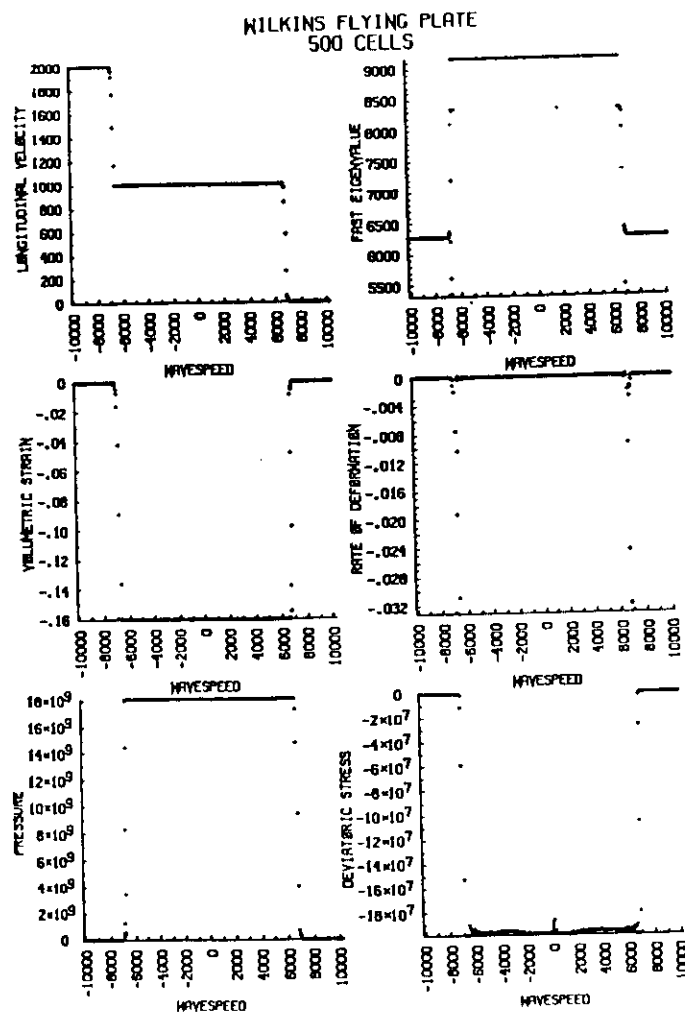 WILKINS FLYING PLATE
500 CELLS
2000
1800
1600
1400
1200
1000
800
600
400
200
0
LONGITUDINAL VELOCITY
-10000 -8000 -6000 -4000 -2000 0 2000 4000 6000 8000 10000
WAVESPEED
9000
8500
8000
7500
7000
6500
6000
5500
FAST EIGENVALUE
-10000 -8000 -6000 -4000 -2000 0 2000 4000 6000 8000 10000
WAVESPEED
0
-.02
-.04
-.06
-.08
-.10
-.12
-.14
-.16
VOLUMETRIC STRAIN
-10000 -8000 -6000 -4000 -2000 0 2000 4000 6000 8000 10000
WAVESPEED
0
-.004
-.008
-.012
-.016
-.020
-.024
-.028
-.032
RATE OF DEFORMATION
-10000 -8000 -6000 -4000 -2000 0 2000 4000 6000 8000 10000
WAVESPEED
18×10⁹
16×10⁹
14×10⁹
12×10⁹
10×10⁹
8×10⁹
6×10⁹
4×10⁹
2×10⁹
0
PRESSURE
-10000 -8000 -6000 -4000 -2000 0 2000 4000 6000 8000 10000
WAVESPEED
0
-2×10⁷
-4×10⁷
-6×10⁷
-8×10⁷
-10×10⁷
-12×10⁷
-14×10⁷
-16×10⁷
-18×10⁷
DEVIATORIC STRESS
-10000 -8000 -6000 -4000 -2000 0 2000 4000 6000 8000 10000
WAVESPEED